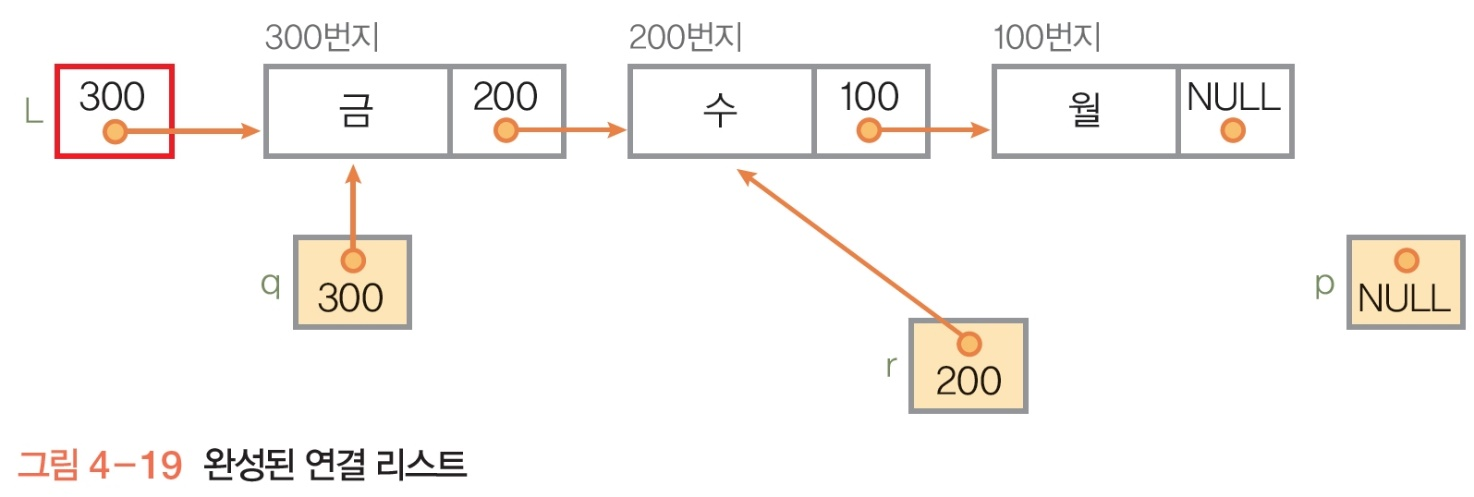 300번지 200번지 100번지
L 300 금 200 수 100 월 NULL
q 300 p NULL
r 200
그림 4-19 완성된 연결 리스트